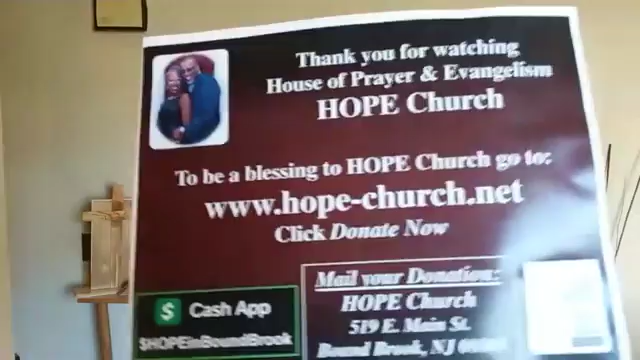 Thank you for watching
House of Prayer & Evangelism
HOPE Church
To be a blessing to HOPE Church go to:
www.hope-church.net
Click Donate Now
Cash App
$HOPEinBoundBrook
Mail your Donation:
HOPE Church
519 E. Main St.
Bound Brook, NJ